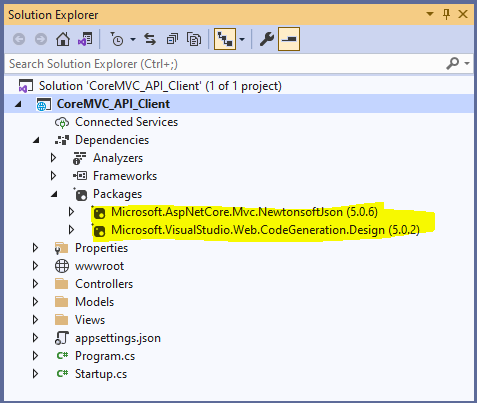 Solution Explorer
Search Solution Explorer (Ctrl+;)
Solution 'CoreMVC_API_Client' (1 of 1 project)
CoreMVC_API_Client
Connected Services
Dependencies
Analyzers
Frameworks
Packages
Microsoft.AspNetCore.Mvc.NewtonsoftJson (5.0.6)
Microsoft.VisualStudio.Web.CodeGeneration.Design (5.0.2)
Properties
wwwroot
Controllers
Models
Views
appsettings.json
C# Program.cs
C# Startup.cs